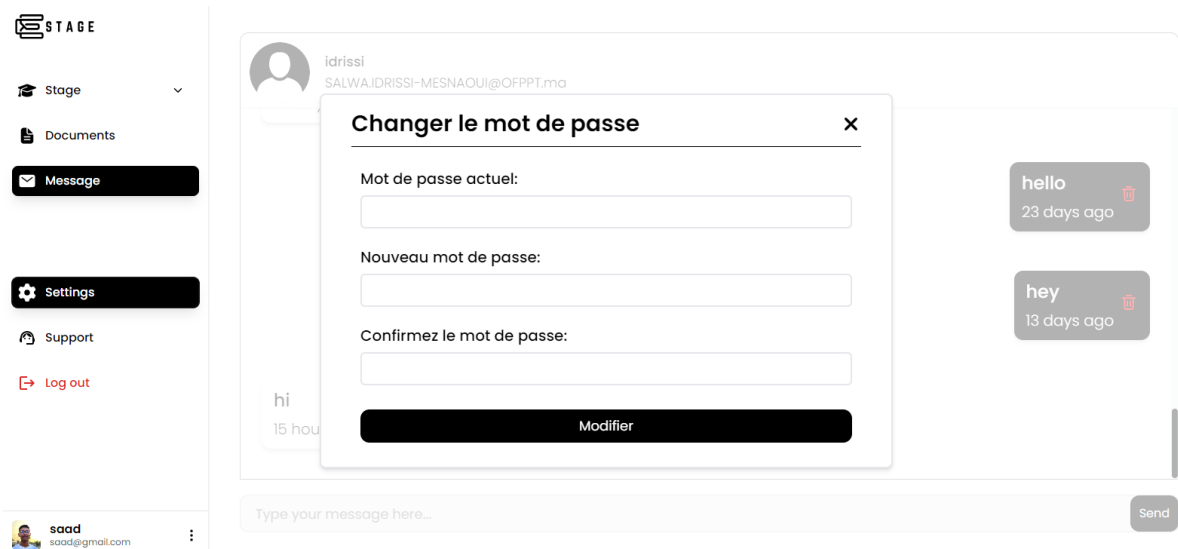 STAGE
Stage
Documents
Message
Settings
Support
Log out
saad
saad@gmail.com
idrissi
SALWA.IDRISSI-MESNAOUI@OFPPT.ma
Changer le mot de passe
Mot de passe actuel:
Nouveau mot de passe:
Confirmez le mot de passe:
Modifier
hello
23 days ago
hey
13 days ago
hi
15 hou
Type your message here...
Send